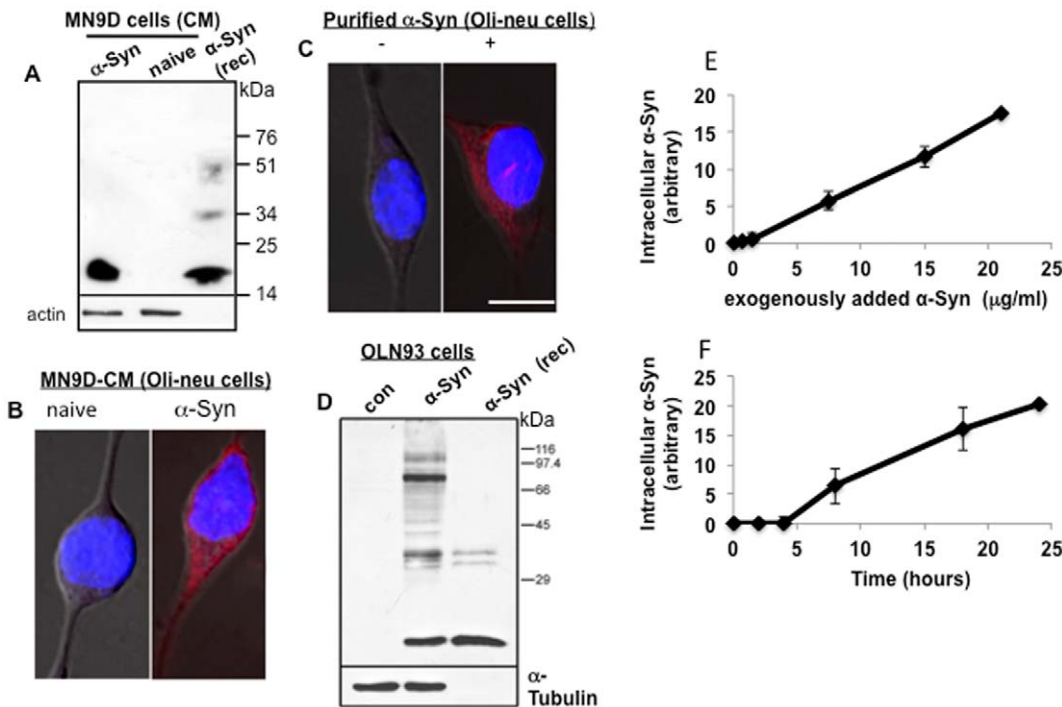 MN9D cells (CM)
A
α-Syn
naive
α-Syn (rec)
kDa
76
51
34
25
14
actin
MN9D-CM (Oli-neu cells)
B
naive
α-Syn
Purified α-Syn (Oli-neu cells)
C
-
+
OLN93 cells
D
con
α-Syn
α-Syn (rec)
kDa
116
97.4
66
45
29
α-
Tubulin
E
Intracellular α-Syn
(arbitrary)
20
15
10
5
0
0 5 10 15 20 25
exogenously added α-Syn (μg/ml)
F
Intracellular α-Syn
(arbitrary)
25
20
15
10
5
0
0 5 10 15 20 25
Time (hours)